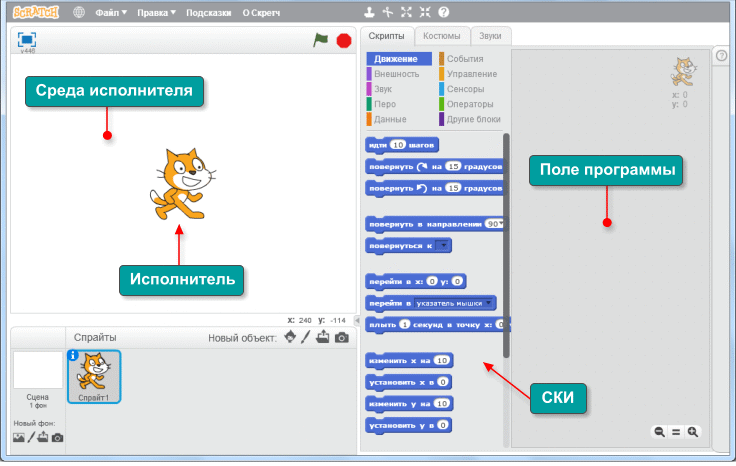 SCRATCH Файл Правка Подсказки О Скретч
v448
Среда исполнителя
Исполнитель
x: 240 y: -114
Спрайты Новый объект:
Сцена
1 фон
Новый фон:
Спрайт1
Скрипты Костюмы Звуки
Движение События
Внешность Управление
Звук Сенсоры
Перо Операторы
Данные Другие блоки
идти 10 шагов
повернуть на 15 градусов
повернуть на 15 градусов
повернуть в направлении 90
повернуться к
перейти в x: 0 y: 0
перейти в указатель мышки
плыть 1 секунд в точку x: 0
изменить x на 10
установить x в 0
изменить y на 10
установить y в 0
СКИ
x: 0
y: 0
Поле программы